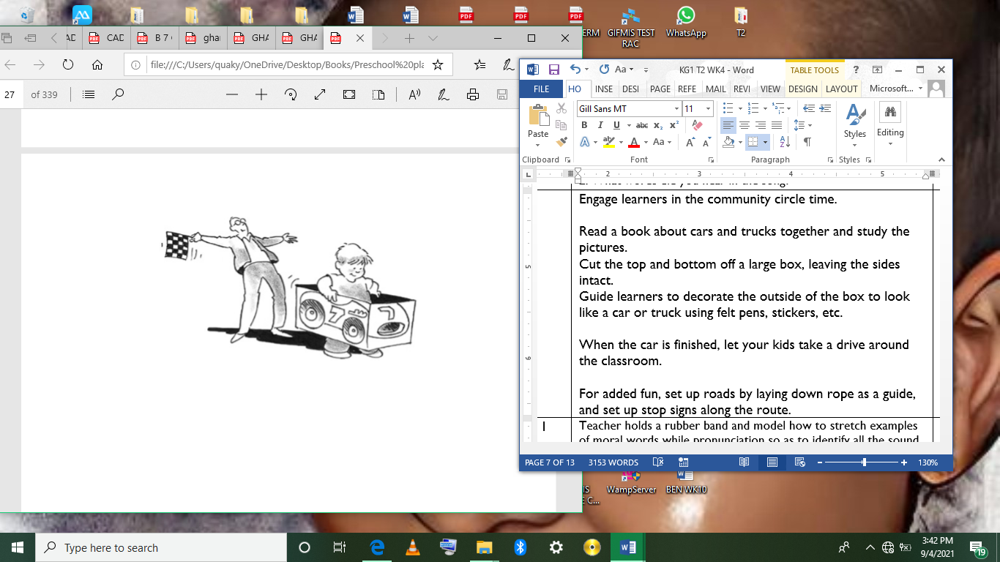 ERM
GIFMIS TEST
RAC
WhatsApp
T2
CAD
B 7
gha
GHA
GHA
file:///C:/Users/quaky/OneDrive/Desktop/Books/Preschool%20pla
27 of 339
7
7
KG1 T2 WK4 - Word
TABLE TOOLS
FILE HO INSE DESI PAGE REFE MAIL REVI VIEW DESIGN LAYOUT Microsoft...
Gill Sans MT 11
Paste
Styles Editing
Clipboard Font Paragraph Styles
2 3 4 5
Engage learners in the community circle time.
Read a book about cars and trucks together and study the
pictures.
Cut the top and bottom off a large box, leaving the sides
intact.
Guide learners to decorate the outside of the box to look
like a car or truck using felt pens, stickers, etc.
When the car is finished, let your kids take a drive around
the classroom.
For added fun, set up roads by laying down rope as a guide,
and set up stop signs along the route.
1 Teacher holds a rubber band and model how to stretch examples
of moral words while pronunciation so as to identify all the sound
PAGE 7 OF 13 3153 WORDS 130%
WampServer
BEN WK10
Type here to search
3:42 PM
9/4/2021
19